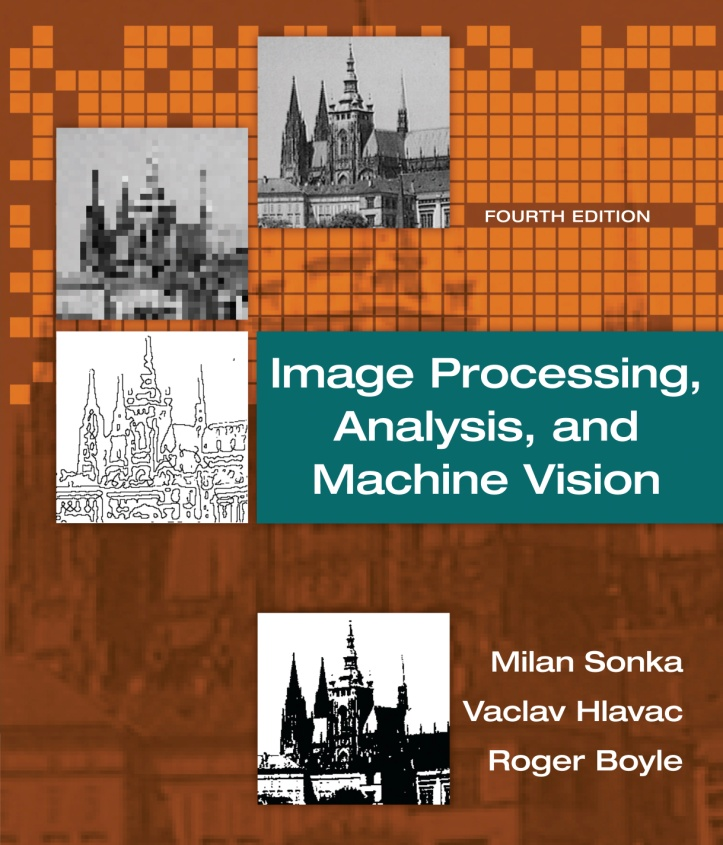 FOURTH EDITION
Image Processing,
Analysis, and
Machine Vision
Milan Sonka
Vaclav Hlavac
Roger Boyle